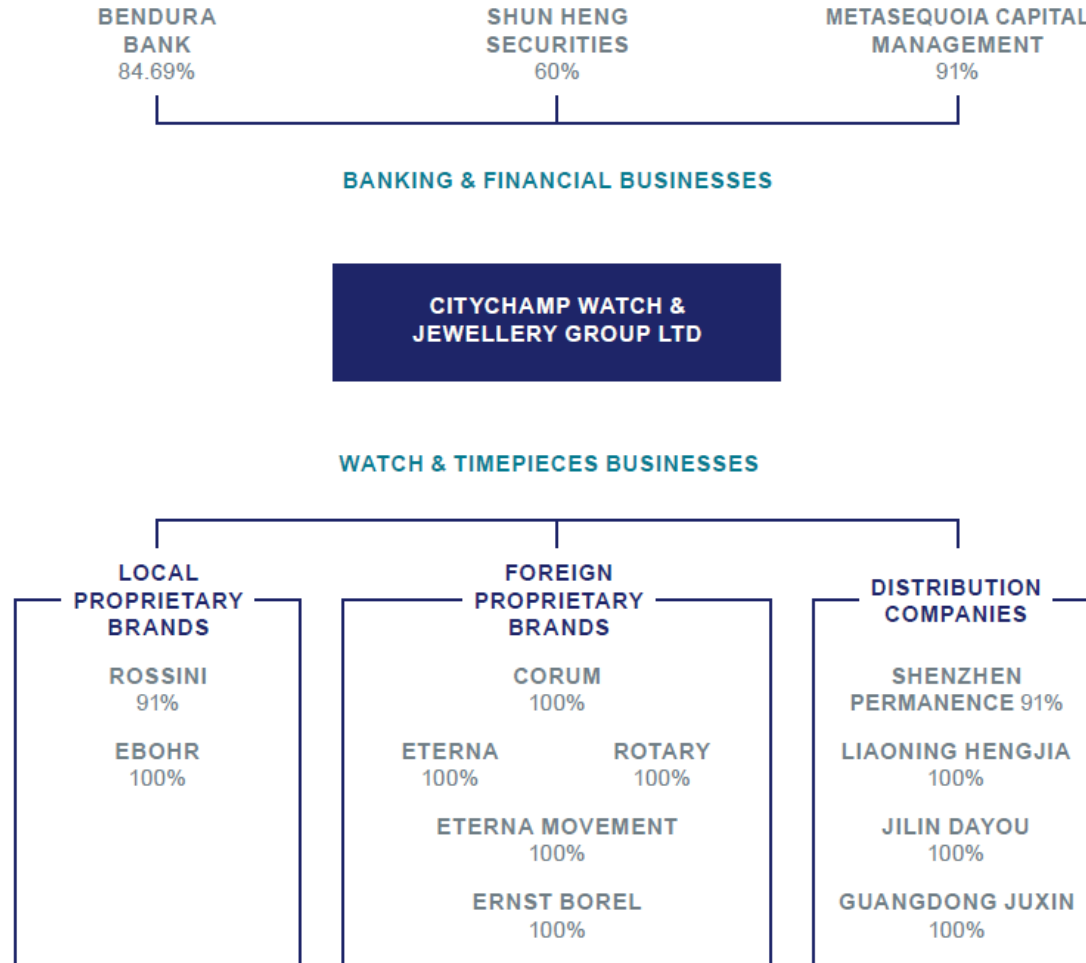 BENDURA
BANK
84.69%
SHUN HENG
SECURITIES
60%
METASEQUOIA CAPITAL
MANAGEMENT
91%
BANKING & FINANCIAL BUSINESSES
CITYCHAMP WATCH &
JEWELLERY GROUP LTD
WATCH & TIMEPIECES BUSINESSES
LOCAL
PROPRIETARY
BRANDS
ROSSINI
91%
EBOHR
100%
FOREIGN
PROPRIETARY
BRANDS
CORUM
100%
ETERNA
100%
ROTARY
100%
ETERNA MOVEMENT
100%
ERNST BOREL
100%
DISTRIBUTION
COMPANIES
SHENZHEN
PERMANENCE 91%
LIAONING HENGJIA
100%
JILIN DAYOU
100%
GUANGDONG JUXIN
100%